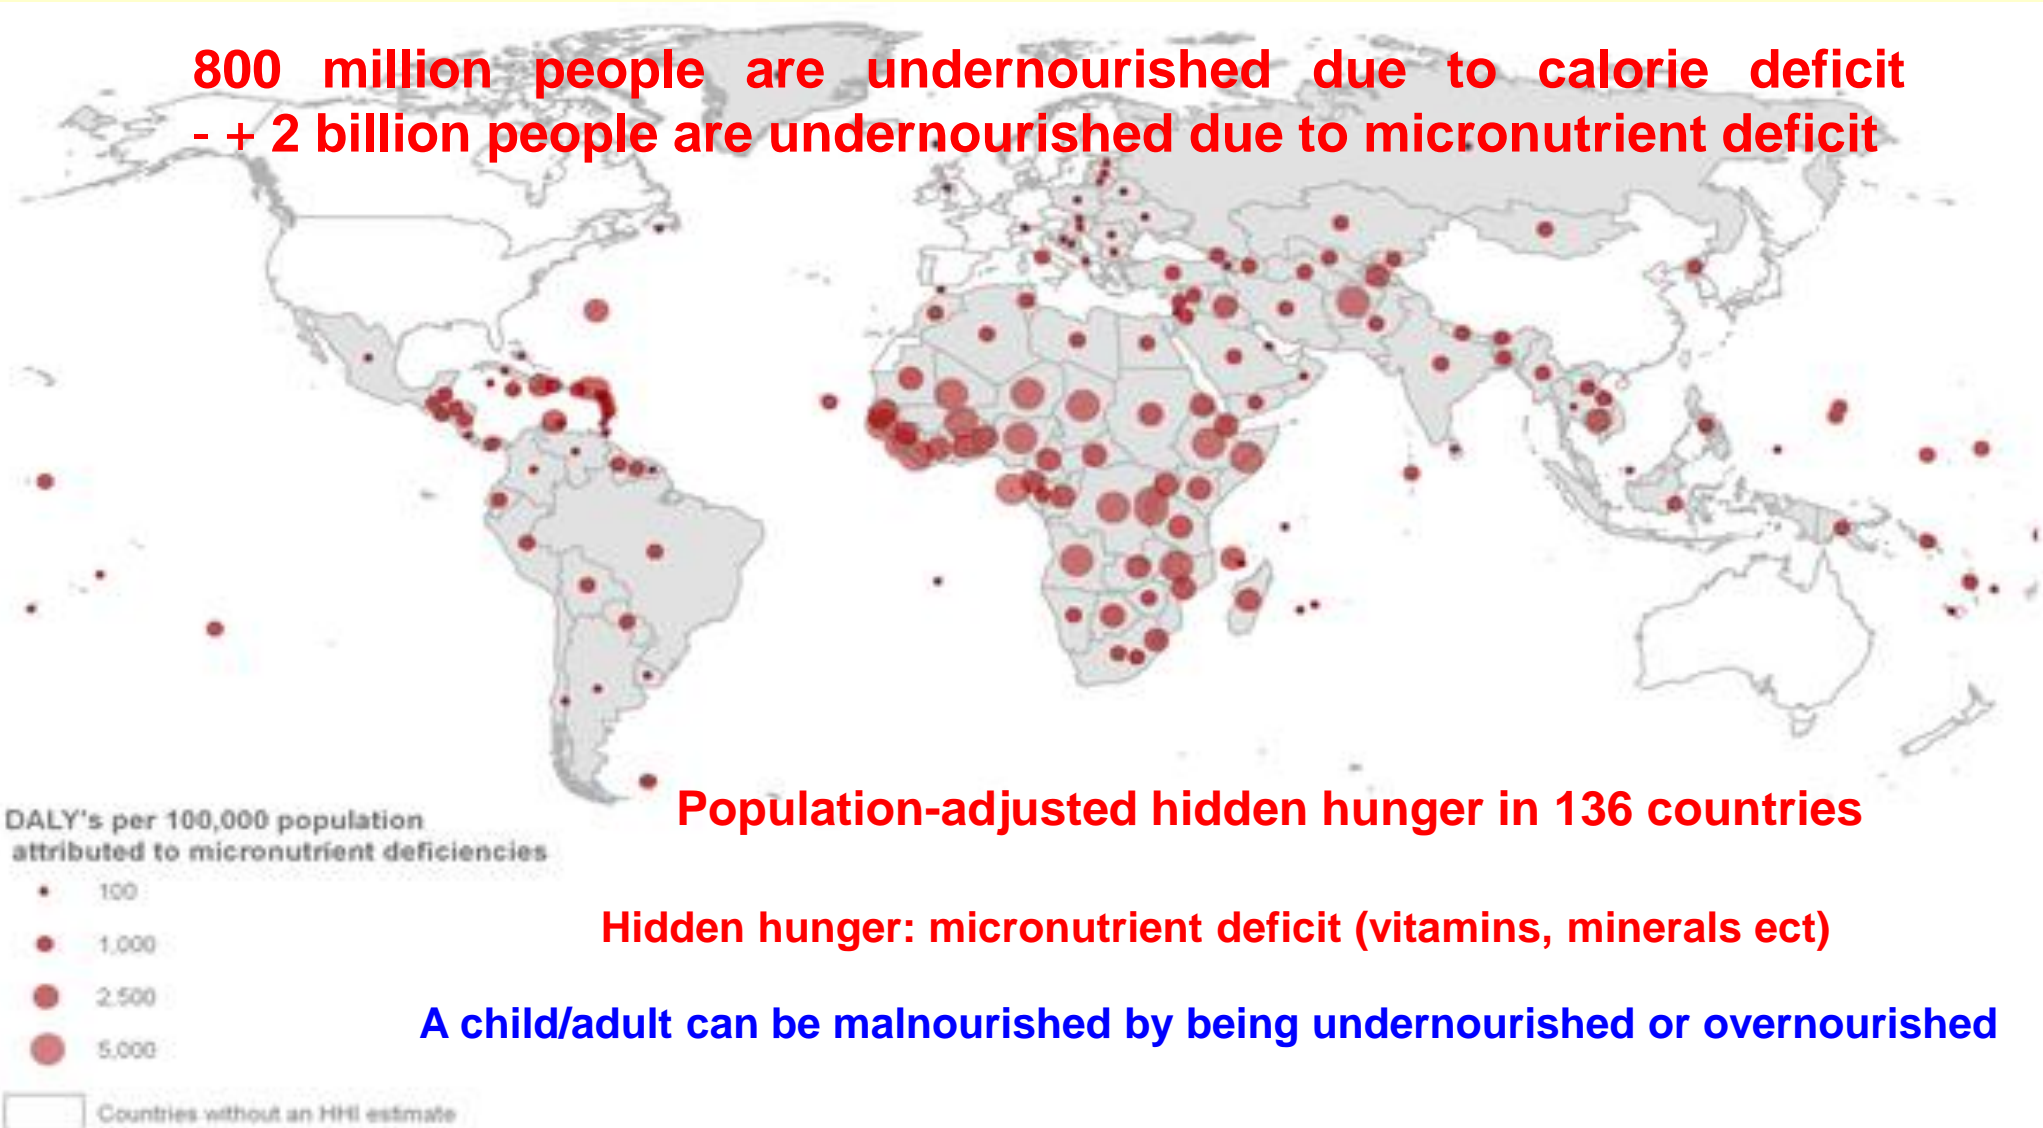 800 million people are undernourished due to calorie deficit
- + 2 billion people are undernourished due to micronutrient deficit
Population-adjusted hidden hunger in 136 countries
DALY's per 100,000 population
attributed to micronutrient deficiencies
100
1,000
2,500
5,000
Countries without an HHI estimate
Hidden hunger: micronutrient deficit (vitamins, minerals ect)
A child/adult can be malnourished by being undernourished or overnourished